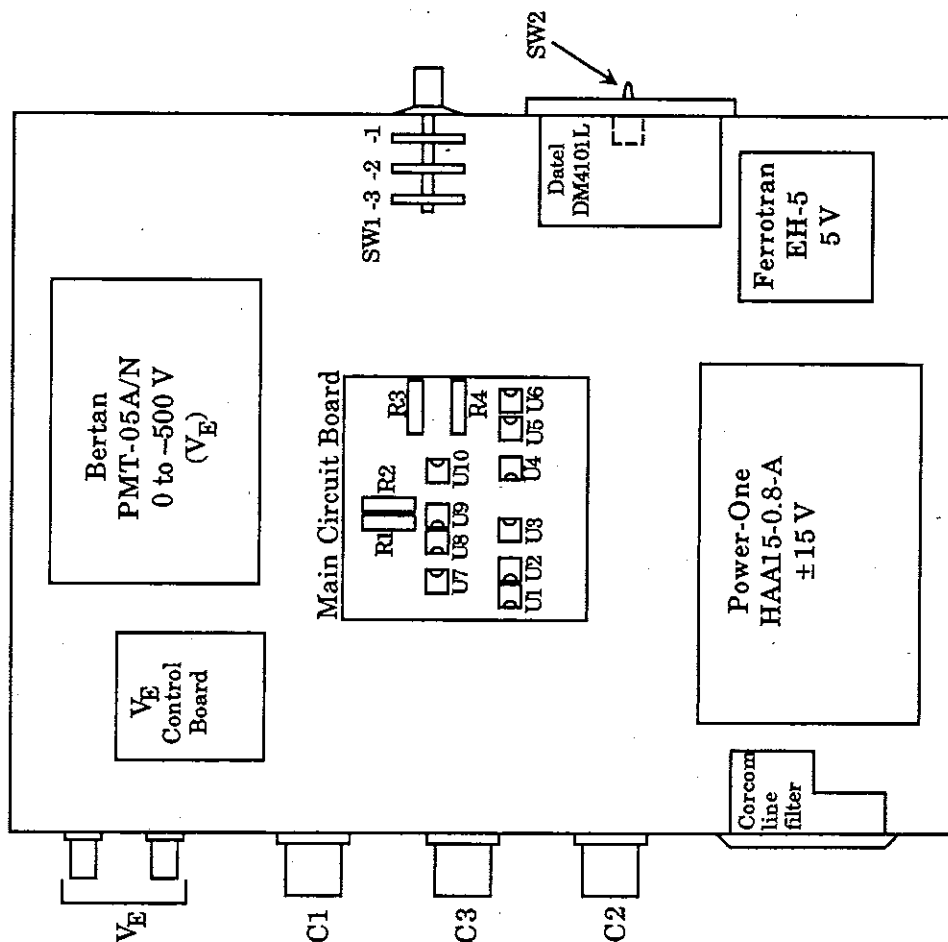 Bertan
PMT-05A/N
0 to –500 V
(VE)
VE
Control
Board
SW1 -3 -2 -1
SW2
Datel
DM4101L
Ferrotran
EH-5
5 V
Main Circuit Board
R1
R2
R3
R4
U7
U8
U9
U10
U1
U2
U3
U4
U5
U6
Power-One
HAA15-0.8-A
±15 V
Corcom
line
filter
VE
C1
C3
C2